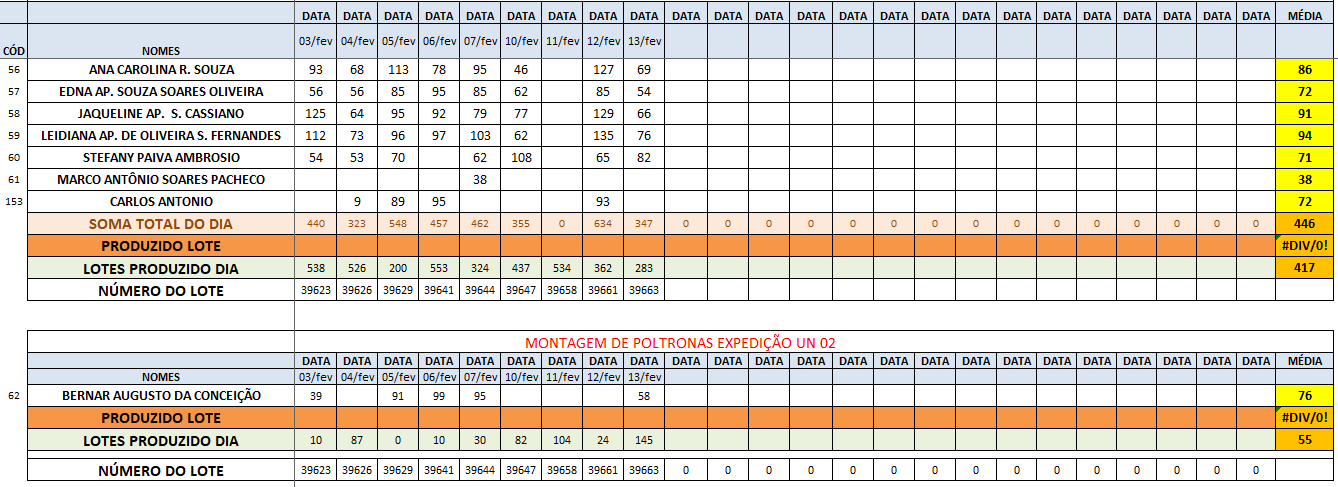 DATA DATA DATA DATA DATA DATA DATA DATA DATA DATA DATA DATA DATA DATA DATA DATA DATA DATA DATA DATA DATA DATA DATA DATA MÉDIA
CÓD NOMES 03/fev 04/fev 05/fev 06/fev 07/fev 10/fev 11/fev 12/fev 13/fev
56 ANA CAROLINA R. SOUZA 93 68 113 78 95 46 127 69 86
57 EDNA AP. SOUZA SOARES OLIVEIRA 56 56 85 95 85 62 85 54 72
58 JAQUELINE AP. S. CASSIANO 125 64 95 92 79 77 129 66 91
59 LEIDIANA AP. DE OLIVEIRA S. FERNANDES 112 73 96 97 103 62 135 76 94
60 STEFANY PAIVA AMBROSIO 54 53 70 62 108 65 82 71
61 MARCO ANTÔNIO SOARES PACHECO 38 38
153 CARLOS ANTONIO 9 89 95 93 72
SOMA TOTAL DO DIA 440 323 548 457 462 355 0 634 347 0 0 0 0 0 0 0 0 0 0 0 0 0 0 0 446
PRODUZIDO LOTE #DIV/0!
LOTES PRODUZIDO DIA 538 526 200 553 324 437 534 362 283 417
NÚMERO DO LOTE 39623 39626 39629 39641 39644 39647 39658 39661 39663
MONTAGEM DE POLTRONAS EXPEDIÇÃO UN 02
DATA DATA DATA DATA DATA DATA DATA DATA DATA DATA DATA DATA DATA DATA DATA DATA DATA DATA DATA DATA DATA DATA DATA DATA MÉDIA
NOMES 03/fev 04/fev 05/fev 06/fev 07/fev 10/fev 11/fev 12/fev 13/fev
62 BERNAR AUGUSTO DA CONCEIÇÃO 39 91 99 95 58 76
PRODUZIDO LOTE #DIV/0!
LOTES PRODUZIDO DIA 10 87 0 10 30 82 104 24 145 55
NÚMERO DO LOTE 39623 39626 39629 39641 39644 39647 39658 39661 39663 0 0 0 0 0 0 0 0 0 0 0 0 0 0 0